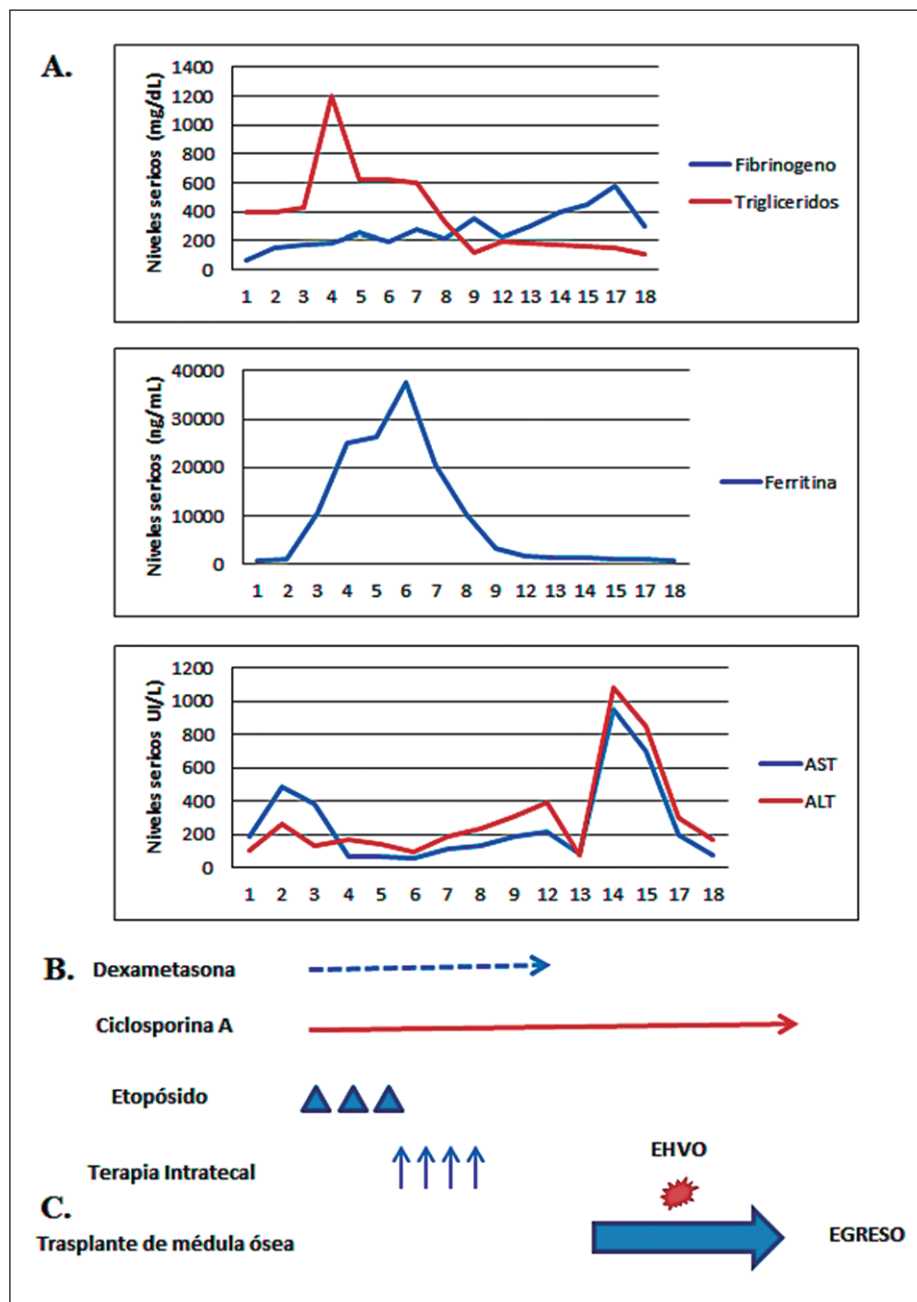 A.
Niveles sericos (mg/dL)
1400
1200
1000
800
600
400
200
0
1 2 3 4 5 6 7 8 9 12 13 14 15 17 18
Fibrinogeno
Trigliceridos
Niveles sericos (ng/mL)
40000
30000
20000
10000
0
1 2 3 4 5 6 7 8 9 12 13 14 15 17 18
Ferritina
Niveles sericos UI/L
1200
1000
800
600
400
200
0
1 2 3 4 5 6 7 8 9 12 13 14 15 17 18
AST
ALT
B.
Dexametasona
Ciclosporina A
Etopósido
Terapia Intratecal
EHVO
C.
Trasplante de médula ósea
EGRESO